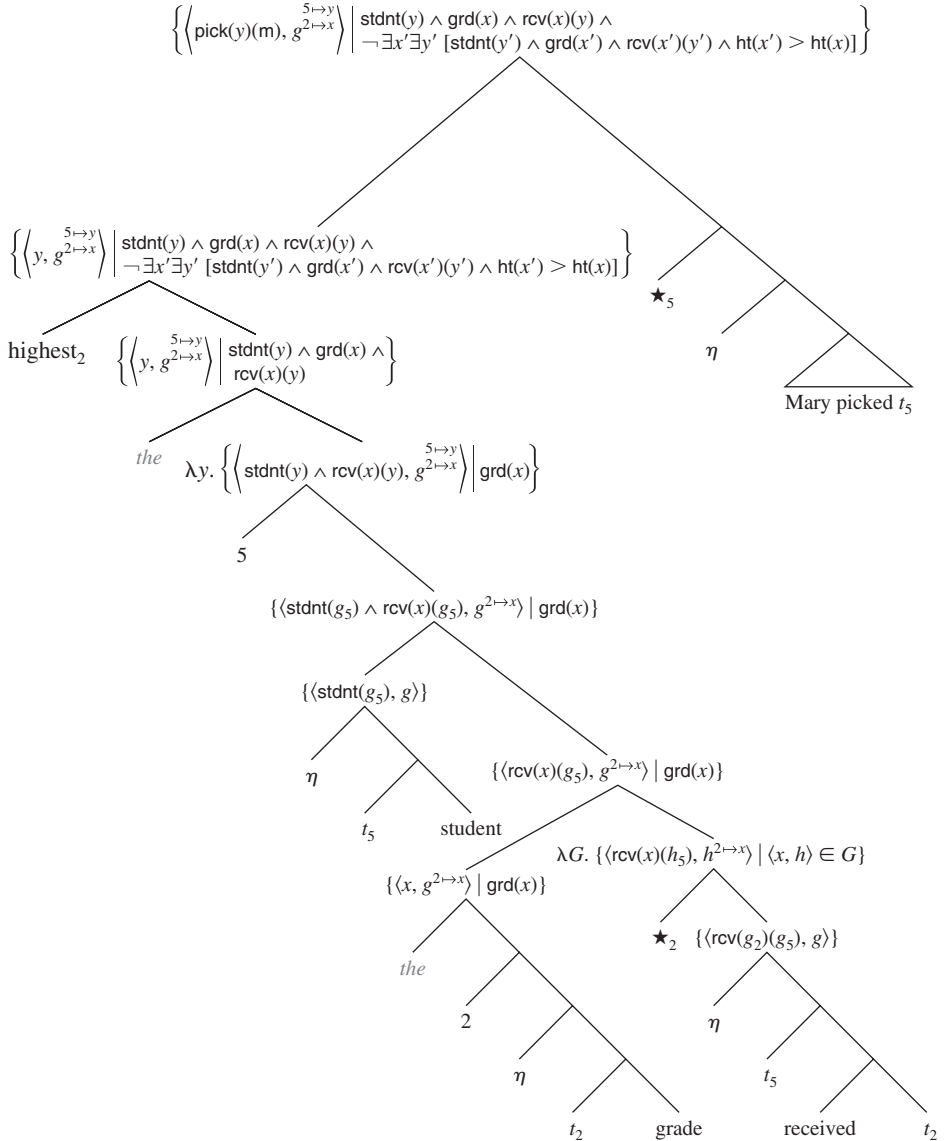 {⟨pick(y)(m), g^{5↦y 2↦x}⟩ | stdnt(y) ∧ grd(x) ∧ rcv(x)(y) ∧
¬∃x′∃y′ [stdnt(y′) ∧ grd(x′) ∧ rcv(x′)(y′) ∧ ht(x′) > ht(x)]}
{⟨y, g^{5↦y 2↦x}⟩ | stdnt(y) ∧ grd(x) ∧ rcv(x)(y) ∧
¬∃x′∃y′ [stdnt(y′) ∧ grd(x′) ∧ rcv(x′)(y′) ∧ ht(x′) > ht(x)]}
★₅
highest₂
{⟨y, g^{5↦y 2↦x}⟩ | stdnt(y) ∧ grd(x) ∧
rcv(x)(y)}
η
Mary picked t₅
the
λy. {⟨stdnt(y) ∧ rcv(x)(y), g^{5↦y 2↦x}⟩ | grd(x)}
5
{⟨stdnt(g₅) ∧ rcv(x)(g₅), g^{2↦x}⟩ | grd(x)}
{⟨stdnt(g₅), g⟩}
η
{⟨rcv(x)(g₅), g^{2↦x}⟩ | grd(x)}
t₅
student
λG. {⟨rcv(x)(h₅), h^{2↦x}⟩ | ⟨x, h⟩ ∈ G}
{⟨x, g^{2↦x}⟩ | grd(x)}
★₂
{⟨rcv(g₂)(g₅), g⟩}
the
2
η
η
t₅
t₂
grade
received
t₂